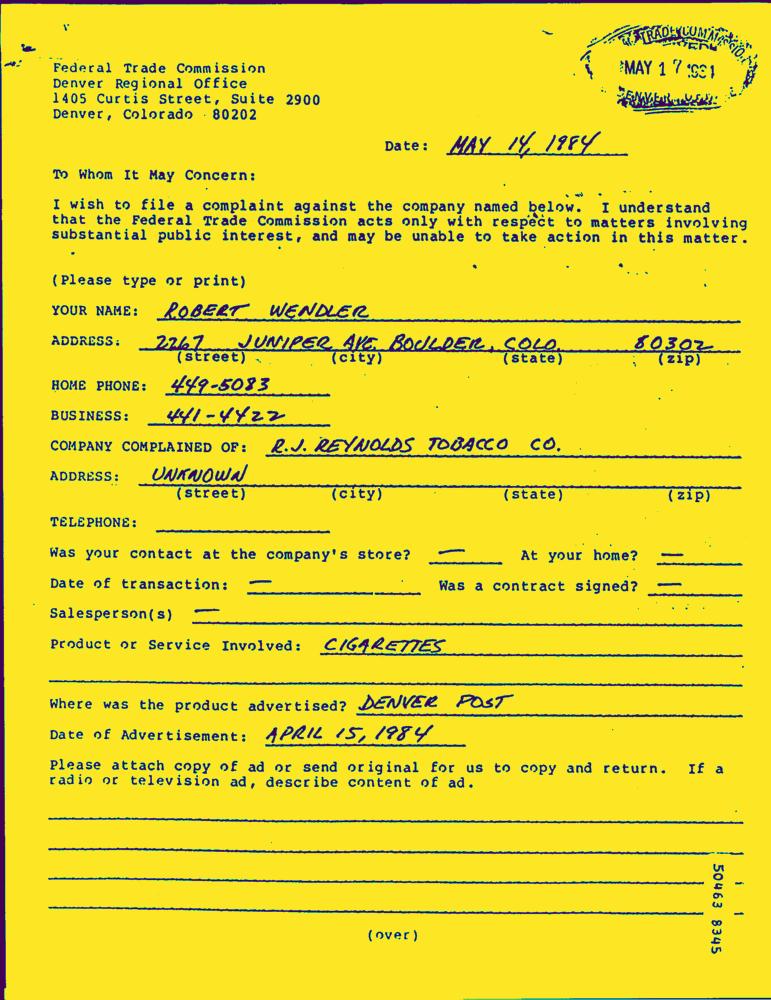 MAY 17
Federal Trade Commission
Denver Regional Office
1405 Curtis Street, Suite 2900
Denver, Colorado 80202
Date: MAY 14, 1984
To Whom It May Concern:
I wish to file a complaint against the company named below. I understand
that the Federal Trade Commission acts only with respect to matters involving
substantial public interest, and may be unable to take action in this matter.
(Please type or print)
YOUR NAME: ROBERT WENDLER
ADDRESS: 2267 JUNIPER AVE. BOULDER, COLO. 80302
(street) (city) (state) (zip)
HOME PHONE: 449-5083
BUSINESS: 441-4422
COMPANY COMPLAINED OF: R.J. REYNOLDS TOBACCO CO.
ADDRESS: UNKNOWN
(street) (city) (state) (zip)
TELEPHONE:
Was your contact at the company's store? — At your home? —
Date of transaction: — Was a contract signed? —
Salesperson(s) —
Product or Service Involved: CIGARETTES
Where was the product advertised? DENVER POST
Date of Advertisement: APRIL 15, 1984
Please attach copy of ad or send original for us to copy and return. If a
radio or television ad, describe content of ad.
(over)
50463 8345